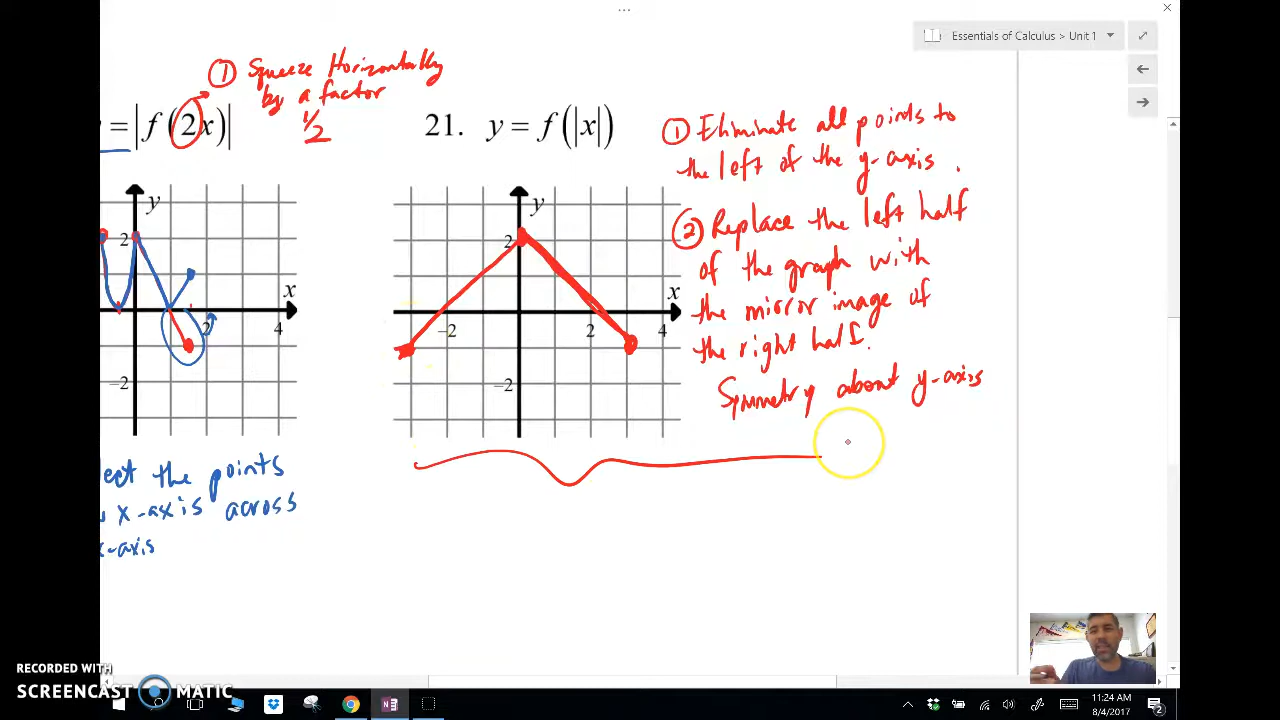 Essentials of Calculus > Unit 1
① Squeeze Horizontally
by a factor
1/2
= |f(2x)|
21. y = f(|x|)
① Eliminate all points to
the left of the y-axis.
② Replace the left half
of the graph with
the mirror image of
the right half.
Symmetry about y-axis
y
2
x
2
4
-2
y
2
x
-2
2
4
-2
lect the points
x-axis across
x-axis
RECORDED WITH
SCREENCAST MATIC
11:24 AM
8/4/2017
2